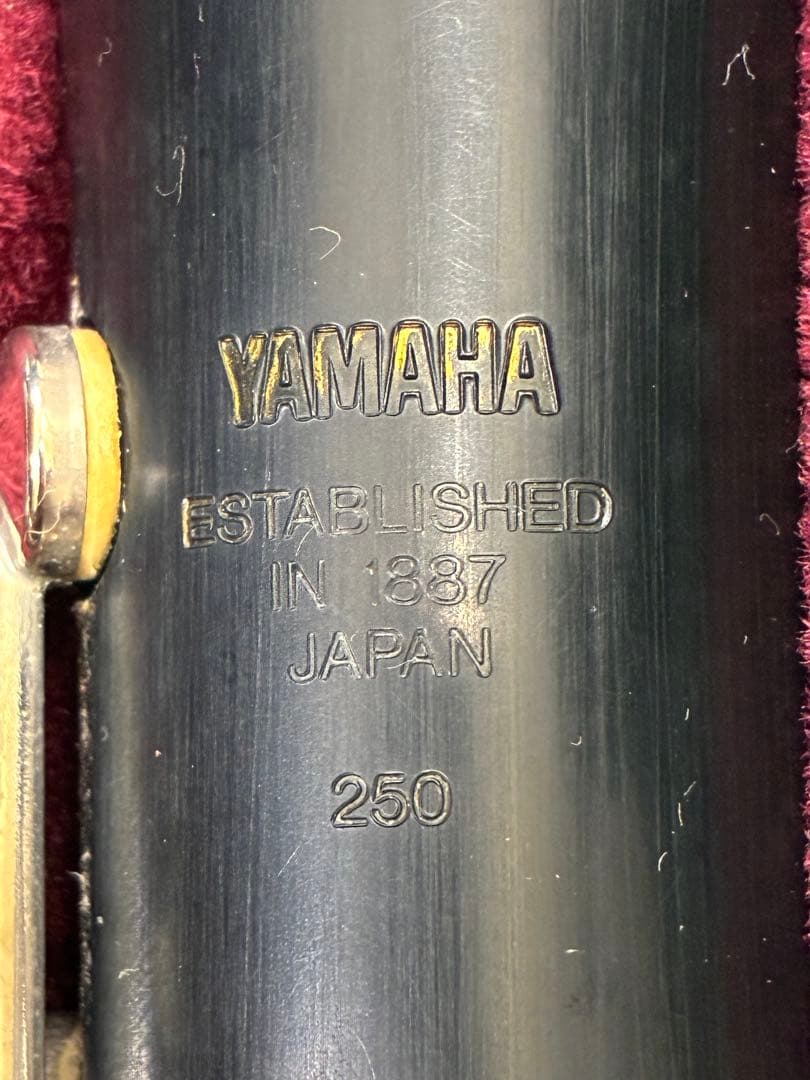 YAMAHA
ESTABLISHED
IN 1887
JAPAN
250